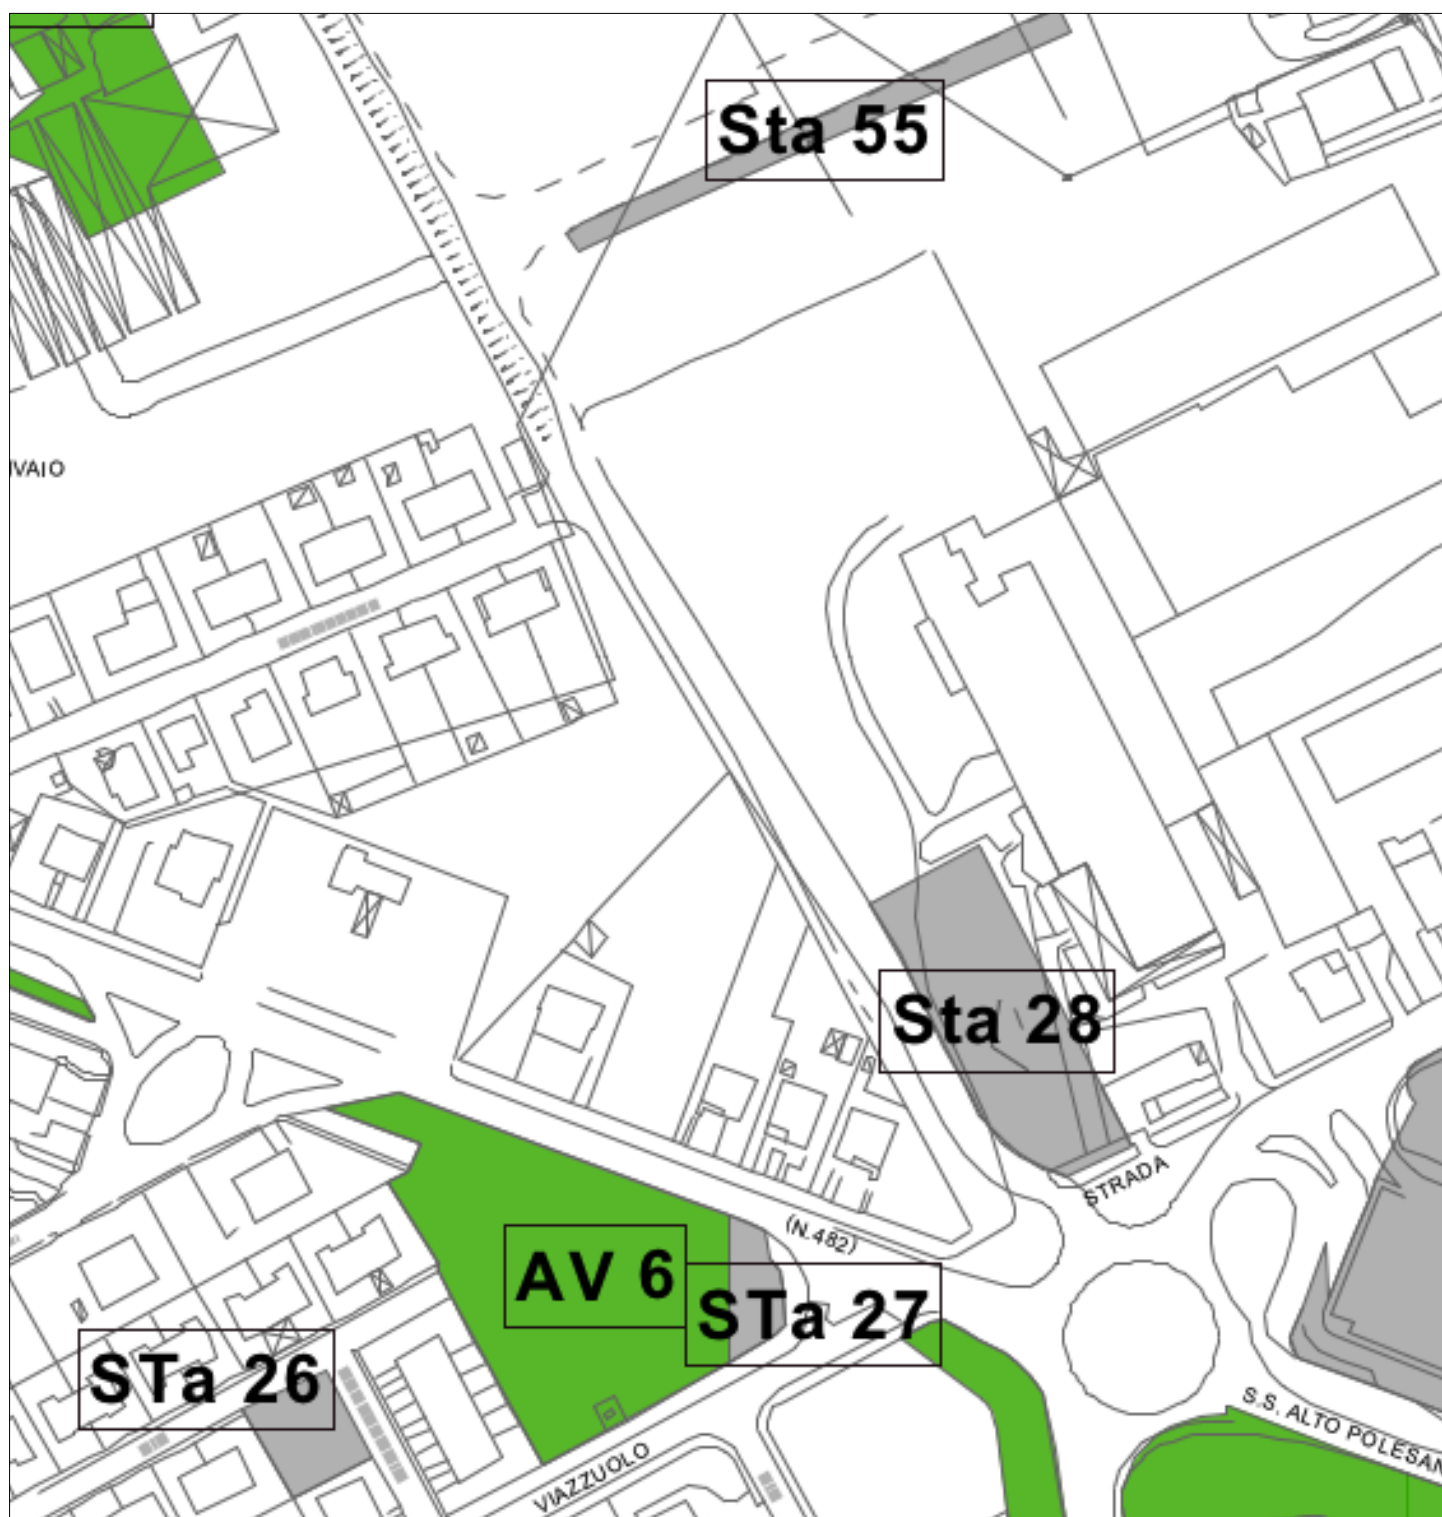 Sta 55
IVAIO
Sta 28
STRADA
(N.482)
AV 6
STa 27
STa 26
S.S. ALTO POLESAN
VIAZZUOLO